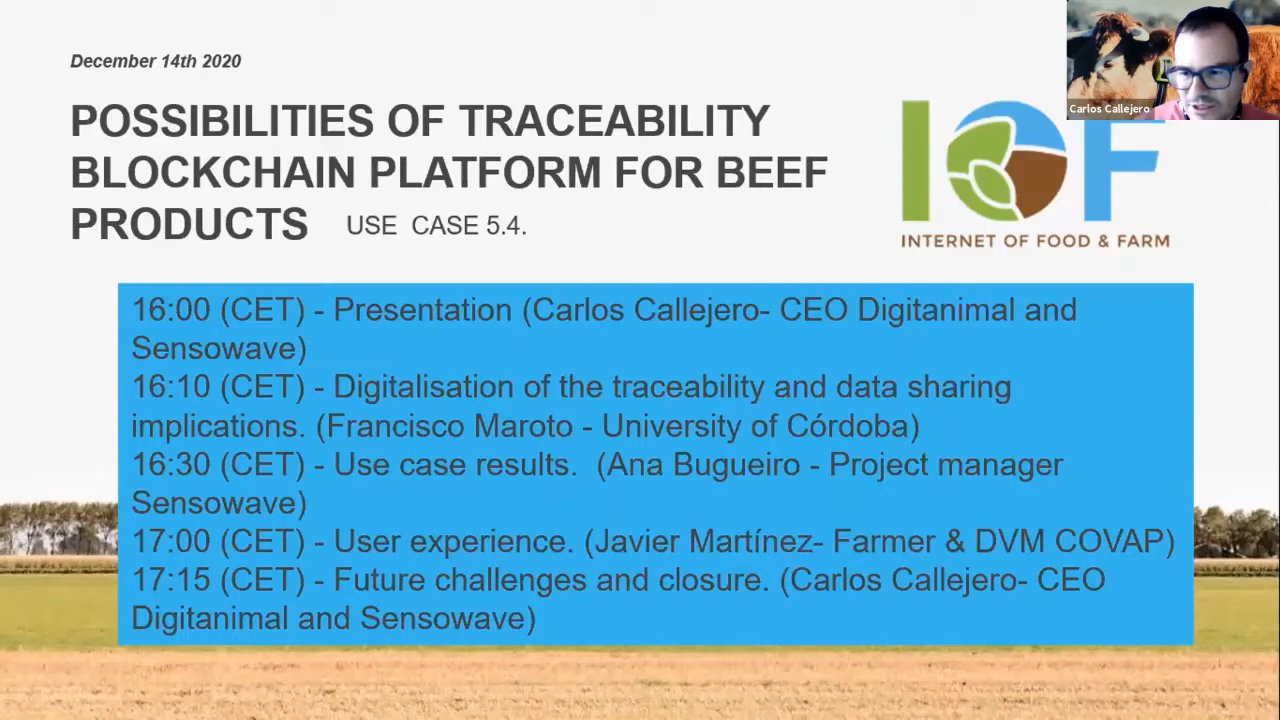 December 14th 2020
Carlos Callejero
POSSIBILITIES OF TRACEABILITY
BLOCKCHAIN PLATFORM FOR BEEF
PRODUCTS USE CASE 5.4.
IOF
INTERNET OF FOOD & FARM
16:00 (CET) - Presentation (Carlos Callejero- CEO Digitanimal and
Sensowave)
16:10 (CET) - Digitalisation of the traceability and data sharing
implications. (Francisco Maroto - University of Córdoba)
16:30 (CET) - Use case results. (Ana Bugueiro - Project manager
Sensowave)
17:00 (CET) - User experience. (Javier Martínez- Farmer & DVM COVAP)
17:15 (CET) - Future challenges and closure. (Carlos Callejero- CEO
Digitanimal and Sensowave)